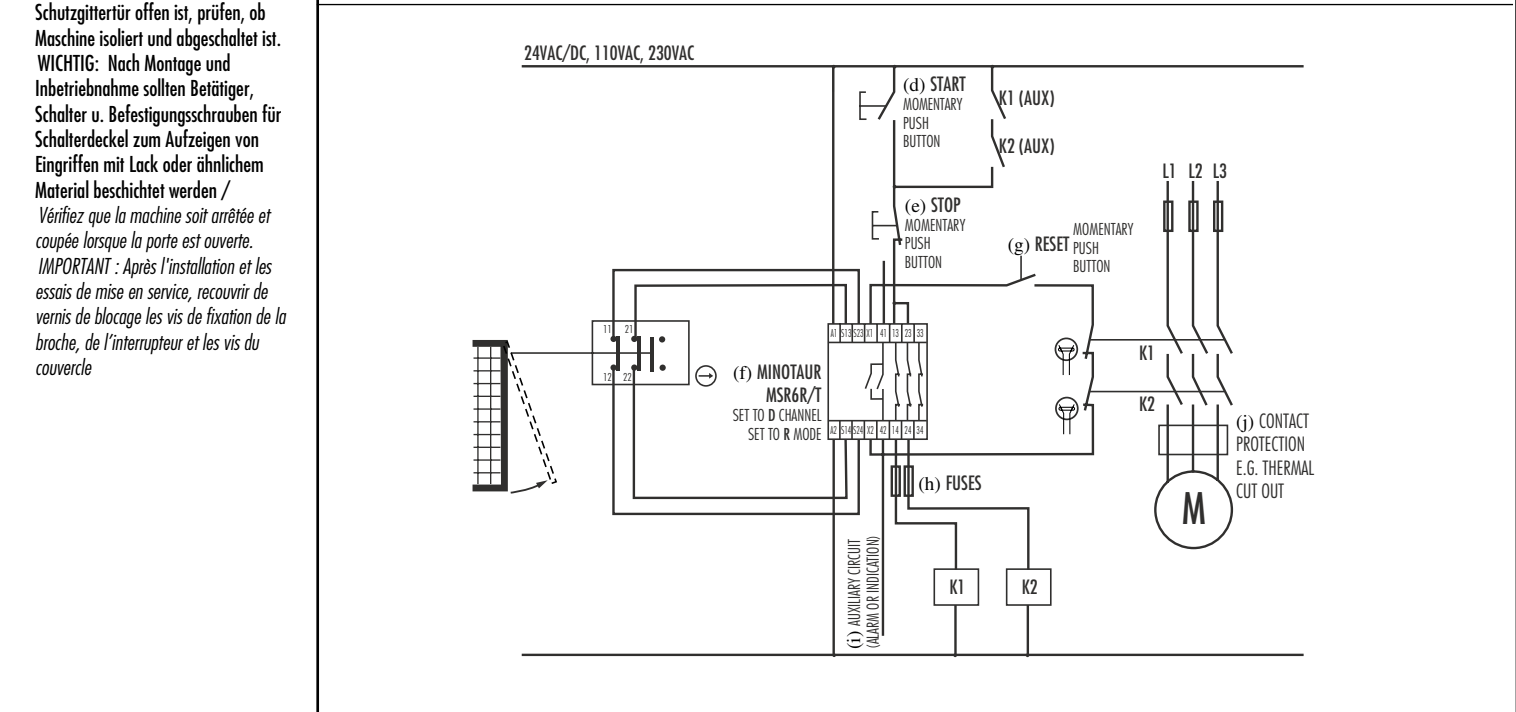 Schutzgittertür offen ist, prüfen, ob
Maschine isoliert und abgeschaltet ist.
WICHTIG: Nach Montage und
Inbetriebnahme sollten Betätiger,
Schalter u. Befestigungsschrauben für
Schalterdeckel zum Aufzeigen von
Eingriffen mit Lack oder ähnlichem
Material beschichtet werden /
Vérifiez que la machine soit arrêtée et
coupée lorsque la porte est ouverte.
IMPORTANT : Après l'installation et les
essais de mise en service, recouvrir de
vernis de blocage les vis de fixation de la
broche, de l'interrupteur et les vis du
couvercle
24VAC/DC, 110VAC, 230VAC
(d) START
MOMENTARY
PUSH
BUTTON
K1 (AUX)
K2 (AUX)
(e) STOP
MOMENTARY
PUSH
BUTTON
(g) RESET
MOMENTARY
PUSH
BUTTON
L1 L2 L3
11 21
12 22
A1 S13 S23 X1 41 13 23 33
(f) MINOTAUR
MSR6R/T
SET TO D CHANNEL
SET TO R MODE
A2 S14 S24 X2 42 14 24 34
K1
K2
(j) CONTACT
PROTECTION
E.G. THERMAL
CUT OUT
M
(h) FUSES
(i) AUXILIARY CIRCUIT
(ALARM OR INDICATION)
K1
K2